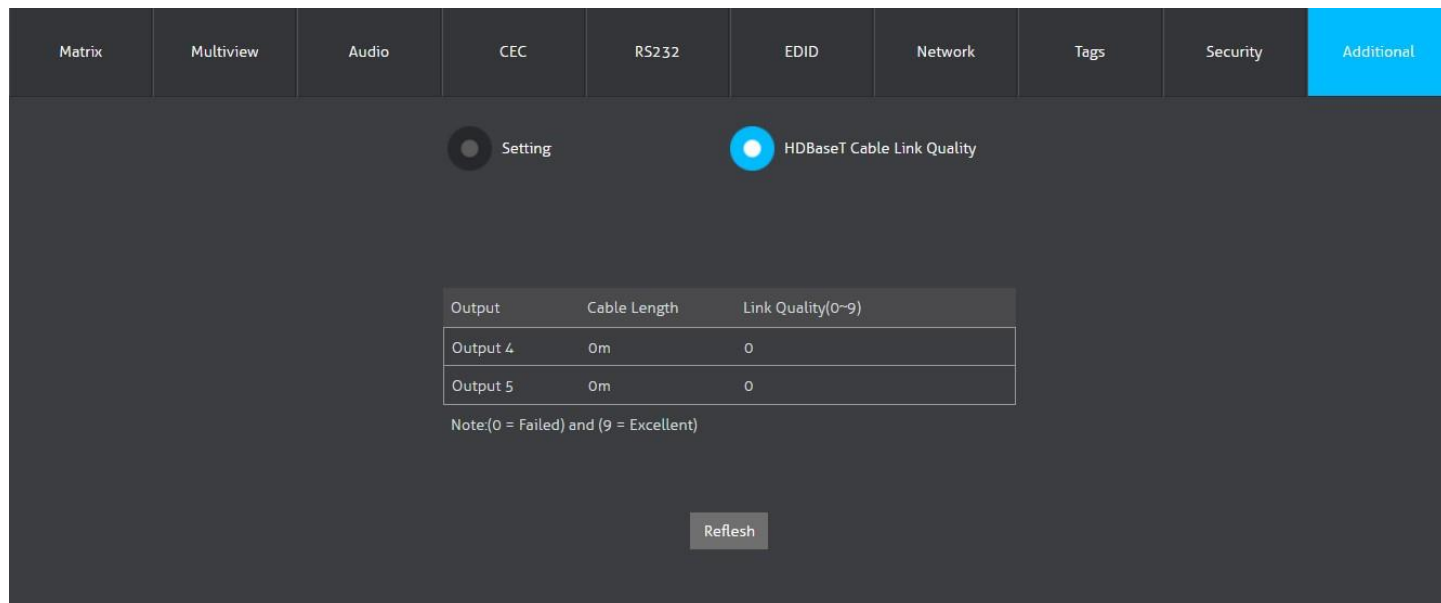 Matrix Multiview Audio CEC RS232 EDID Network Tags Security Additional
Setting HDBaseT Cable Link Quality
Output Cable Length Link Quality(0~9)
Output 4 0m 0
Output 5 0m 0
Note:(0 = Failed) and (9 = Excellent)
Reflesh